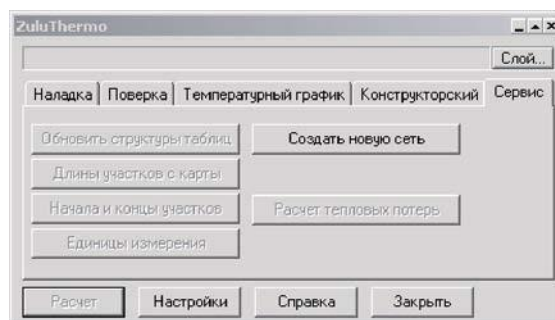 ZuluThermo
Слой...
Наладка Поверка Температурный график Конструкторский Сервис
Обновить структуры таблиц Создать новую сеть
Длины участков с карты
Начала и концы участков Расчет тепловых потерь
Единицы измерения
Расчет Настройки Справка Закрыть